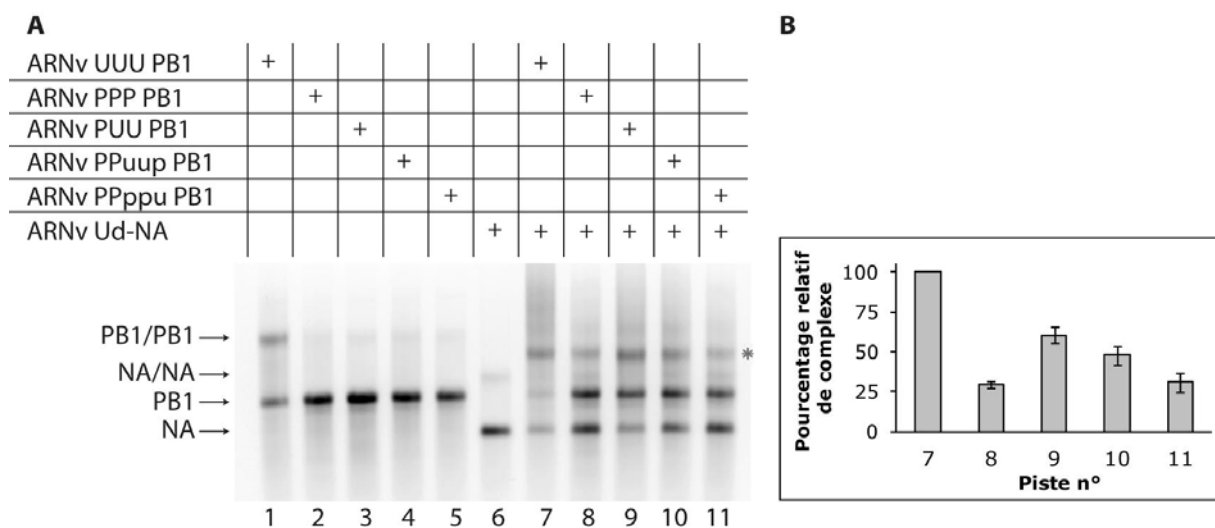 A
ARNv UUU PB1 + +
ARNv PPP PB1 + +
ARNv PUU PB1 + +
ARNv PPuup PB1 + +
ARNv PPppu PB1 + +
ARNv Ud-NA + + + + + +
PB1/PB1
NA/NA
PB1
NA
*
1 2 3 4 5 6 7 8 9 10 11
B
Pourcentage relatif
de complexe
100
75
50
25
0
7 8 9 10 11
Piste n°